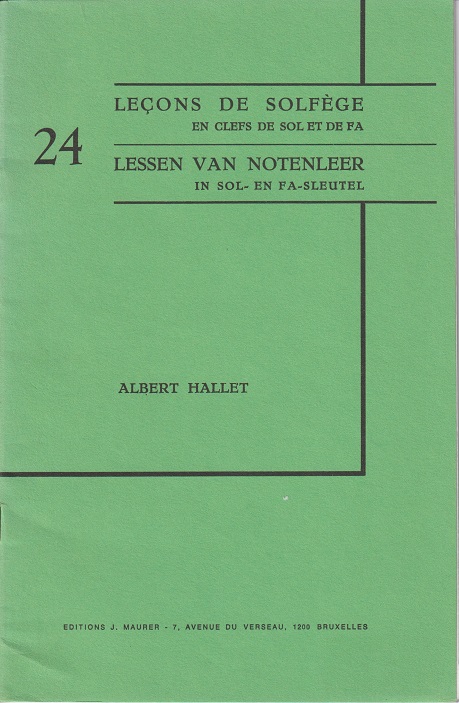 24
LEÇONS DE SOLFÈGE
EN CLEFS DE SOL ET DE FA
LESSEN VAN NOTENLEER
IN SOL- EN FA-SLEUTEL
ALBERT HALLET
EDITIONS J. MAURER - 7, AVENUE DU VERSEAU, 1200 BRUXELLES